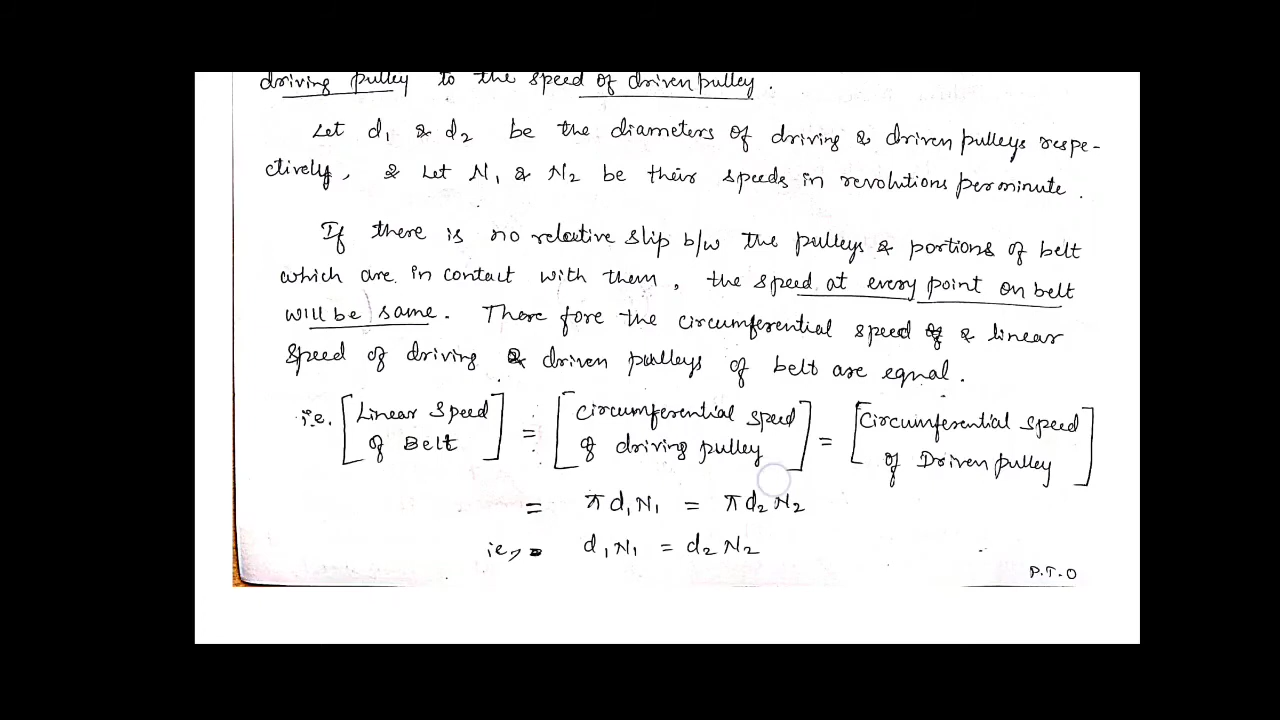 driving pulley to the speed of driven pulley.
Let d₁ & d₂ be the diameters of driving & driven pulleys respe-
ctively, & Let N₁ & N₂ be their speeds in revolutions per minute.
If there is no relative slip b/w the pulleys & portions of belt
which are in contact with them, the speed at every point on belt
will be same. There fore the circumferential speed of & linear
speed of driving & driven pulleys of belt are equal.
i.e. [Linear Speed of Belt] = [Circumferential speed of driving pulley] = [Circumferential speed of Driven pulley]
= πd₁N₁ = πd₂N₂
ie, = d₁N₁ = d₂N₂
P.T.O